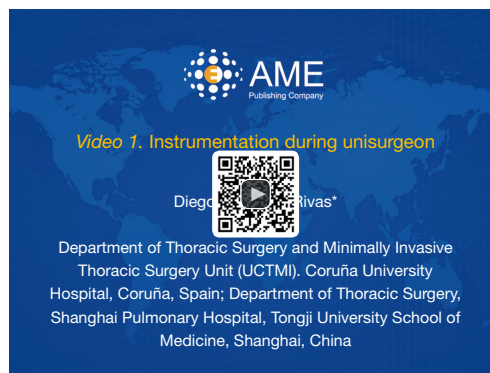 AME
Publishing Company
Video 1. Instrumentation during unisurgeon
Diego Rivas*
Department of Thoracic Surgery and Minimally Invasive
Thoracic Surgery Unit (UCTMI). Coruña University
Hospital, Coruña, Spain; Department of Thoracic Surgery,
Shanghai Pulmonary Hospital, Tongji University School of
Medicine, Shanghai, China